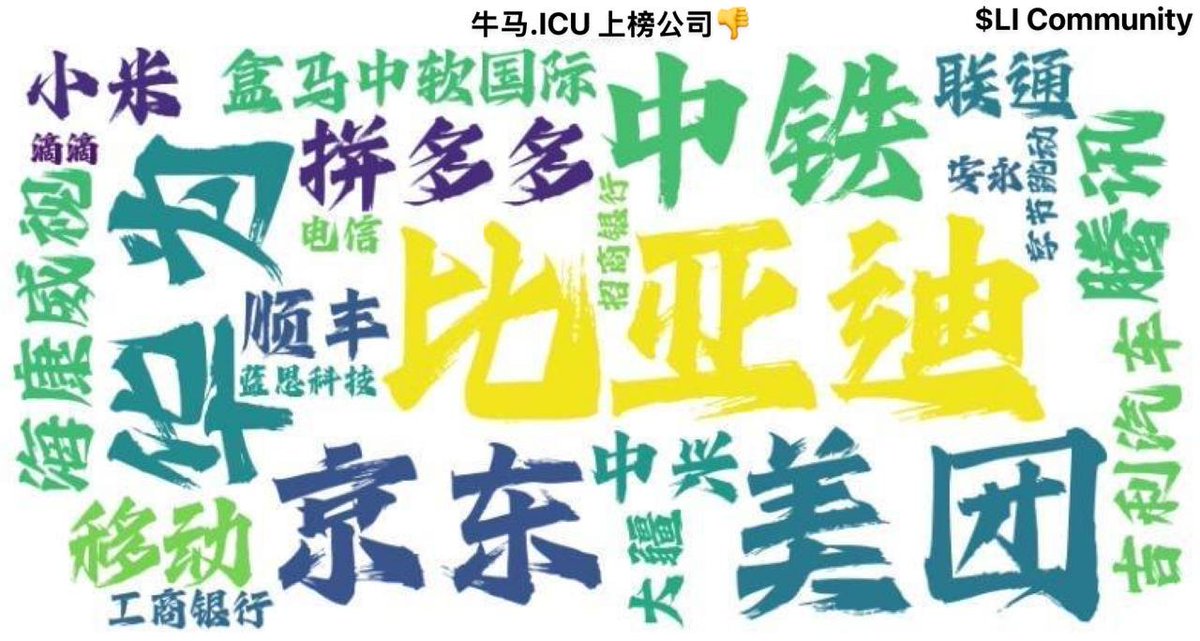 牛马.ICU 上榜公司👎
$LI Community
小米
盒马中软国际
中铁
联通
滴滴
拼多多
华为
安永
字节跳动
腾讯
海康威视
电信
招商银行
比亚迪
顺丰
蓝思科技
吉利汽车
京东
中兴
美团
移动
大疆
工商银行